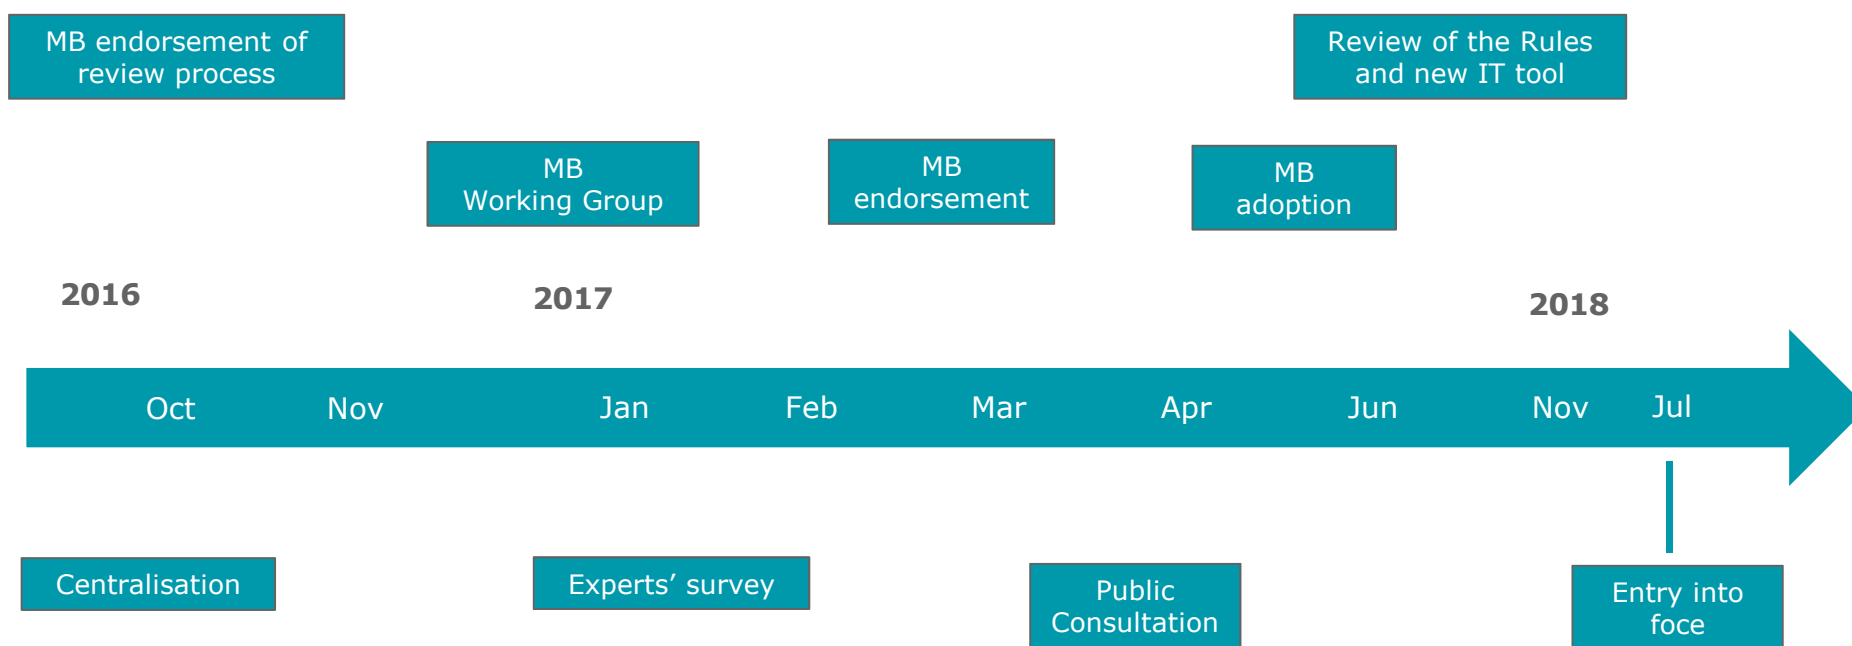 MB endorsement of
review process
Review of the Rules
and new IT tool
MB
Working Group
MB
endorsement
MB
adoption
2016
2017
2018
Oct
Nov
Jan
Feb
Mar
Apr
Jun
Nov
Jul
Centralisation
Experts’ survey
Public
Consultation
Entry into
foce